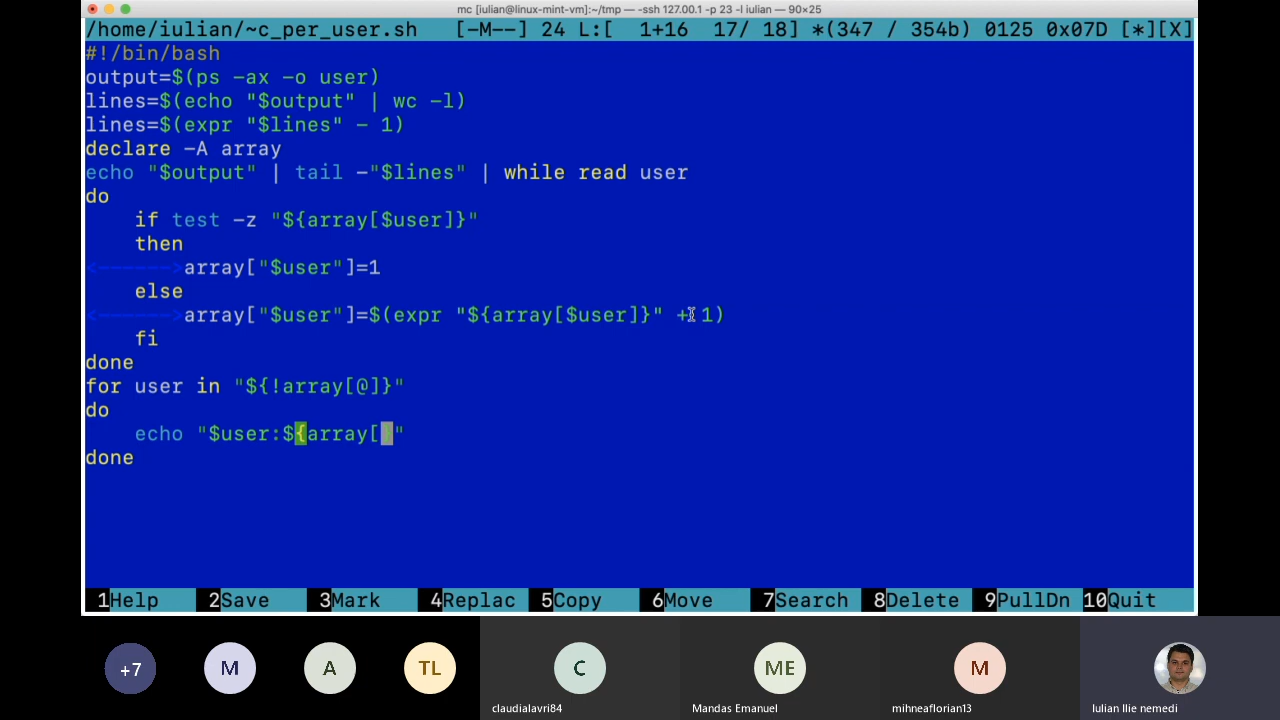 mc [iulian@linux-mint-vm]:~/tmp — -ssh 127.00.1 -p 23 -l iulian — 90×25
/home/iulian/~c_per_user.sh [-M--] 24 L:[ 1+16 17/ 18] *(347 / 354b) 0125 0x07D [*][X]
#!/bin/bash
output=$(ps -ax -o user)
lines=$(echo "$output" | wc -l)
lines=$(expr "$lines" - 1)
declare -A array
echo "$output" | tail -"$lines" | while read user
do
if test -z "${array[$user]}"
then
<------>array["$user"]=1
else
<------>array["$user"]=$(expr "${array[$user]}" + 1)
fi
done
for user in "${!array[@]}"
do
echo "$user:${array[}"
done
1Help 2Save 3Mark 4Replac 5Copy 6Move 7Search 8Delete 9PullDn 10Quit
+7 M A TL C ME M
claudialavri84 Mandas Emanuel mihneaflorian13 Iulian Ilie nemedi